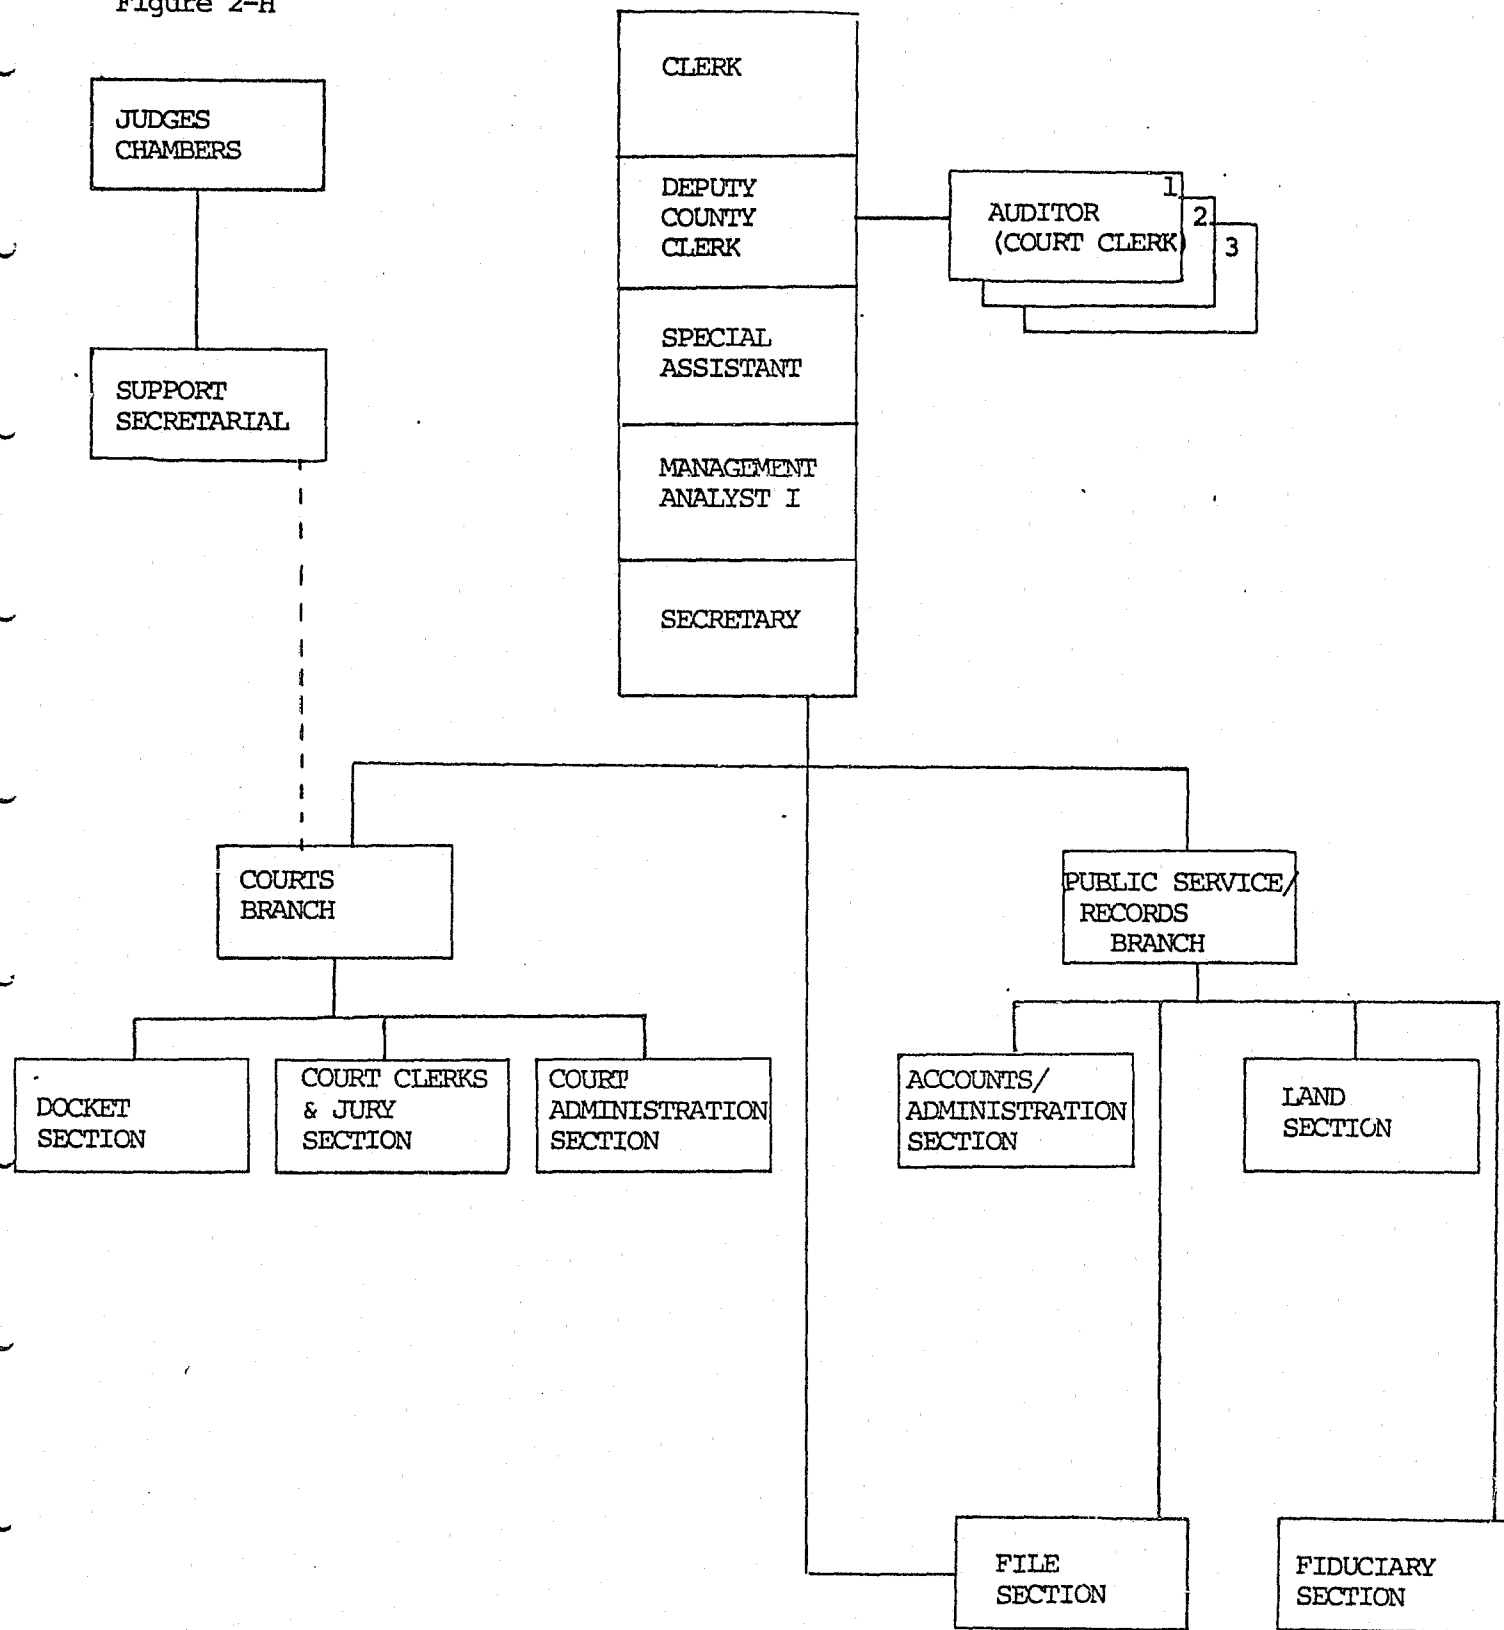 Figure 2-H
CLERK
JUDGES
CHAMBERS
DEPUTY
COUNTY
CLERK
1
AUDITOR
(COURT CLERK)
2
3
SPECIAL
ASSISTANT
SUPPORT
SECRETARIAL
MANAGEMENT
ANALYST I
SECRETARY
COURTS
BRANCH
PUBLIC SERVICE/
RECORDS
BRANCH
DOCKET
SECTION
COURT CLERKS
& JURY
SECTION
COURT
ADMINISTRATION
SECTION
ACCOUNTS/
ADMINISTRATION
SECTION
LAND
SECTION
FILE
SECTION
FIDUCIARY
SECTION